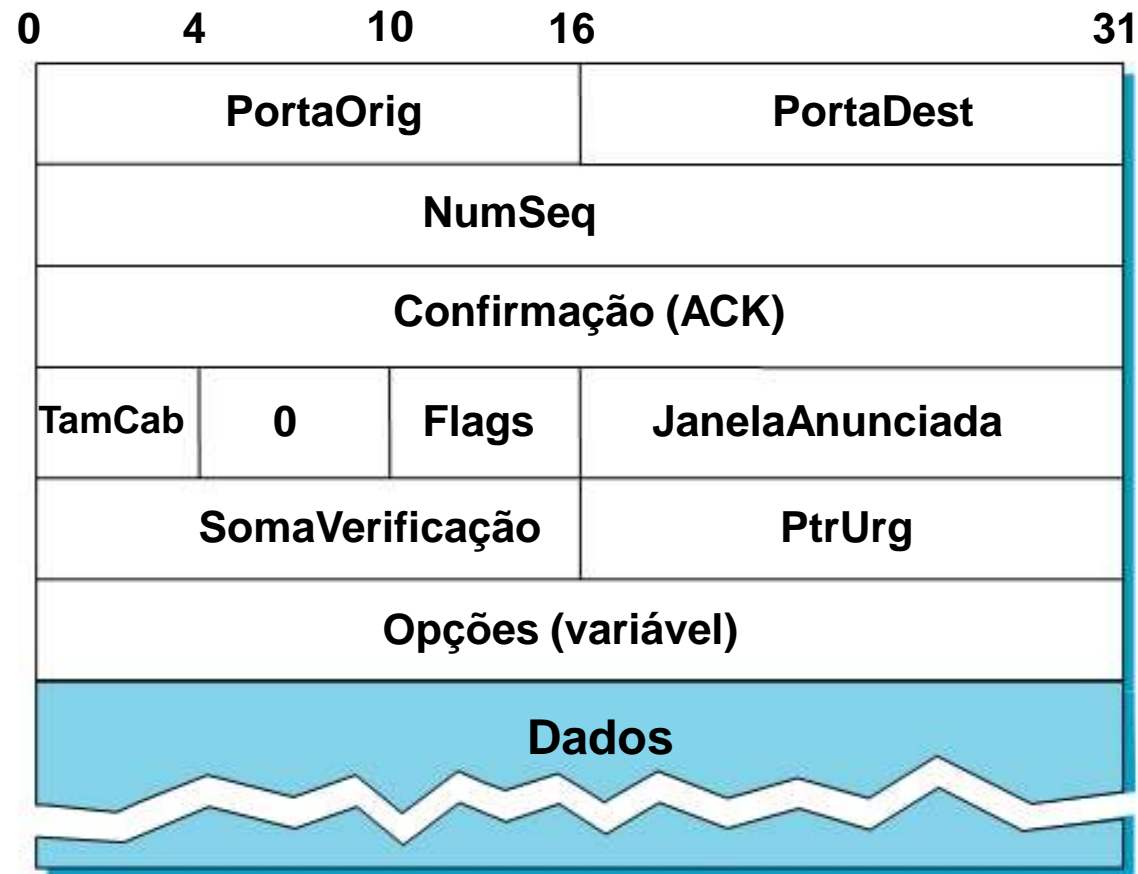 0 4 10 16 31
PortaOrig PortaDest
NumSeq
Confirmação (ACK)
TamCab 0 Flags JanelaAnunciada
SomaVerificação PtrUrg
Opções (variável)
Dados